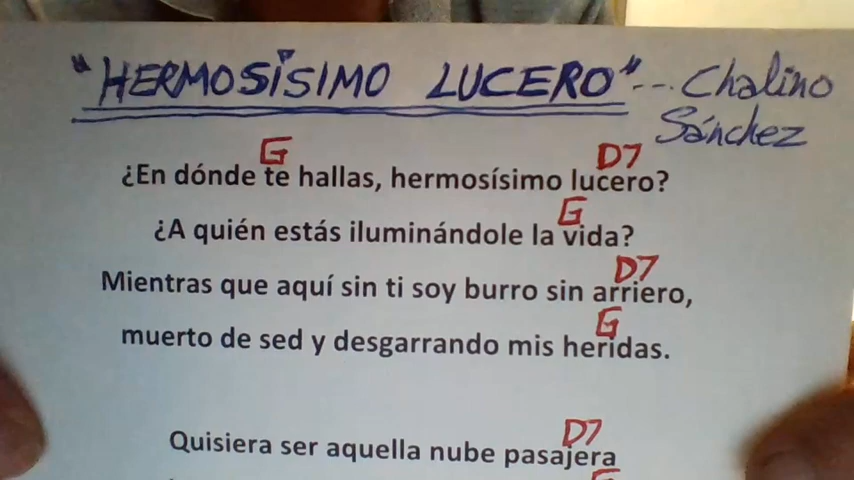 "HERMOSÍSIMO LUCERO"--- Chalino
Sánchez
G D7
¿En dónde te hallas, hermosísimo lucero?
G
¿A quién estás iluminándole la vida?
D7
Mientras que aquí sin ti soy burro sin arriero,
G
muerto de sed y desgarrando mis heridas.
D7
Quisiera ser aquella nube pasajera